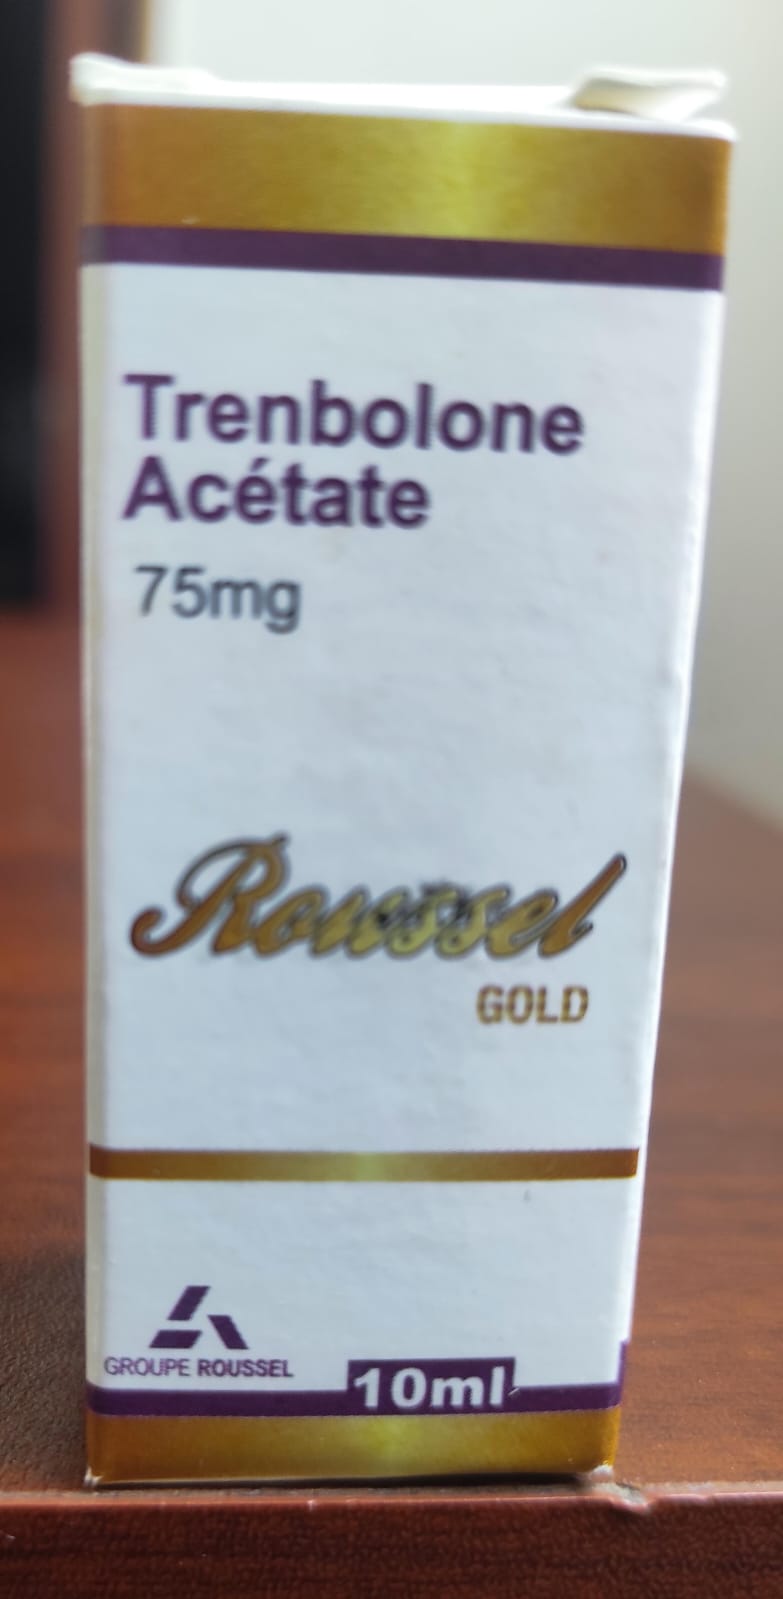 Trenbolone
Acétate
75mg
Roussel
GOLD
GROUPE ROUSSEL
10ml